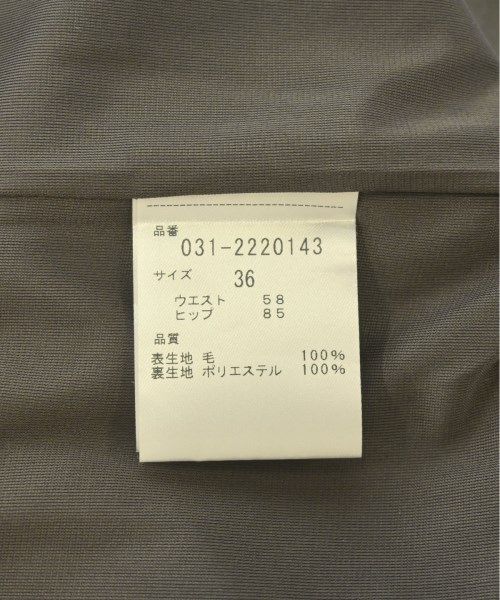 品番
031-2220143
サイズ 36
ウエスト 58
ヒップ 85
品質
表生地 毛 100%
裏生地 ポリエステル 100%